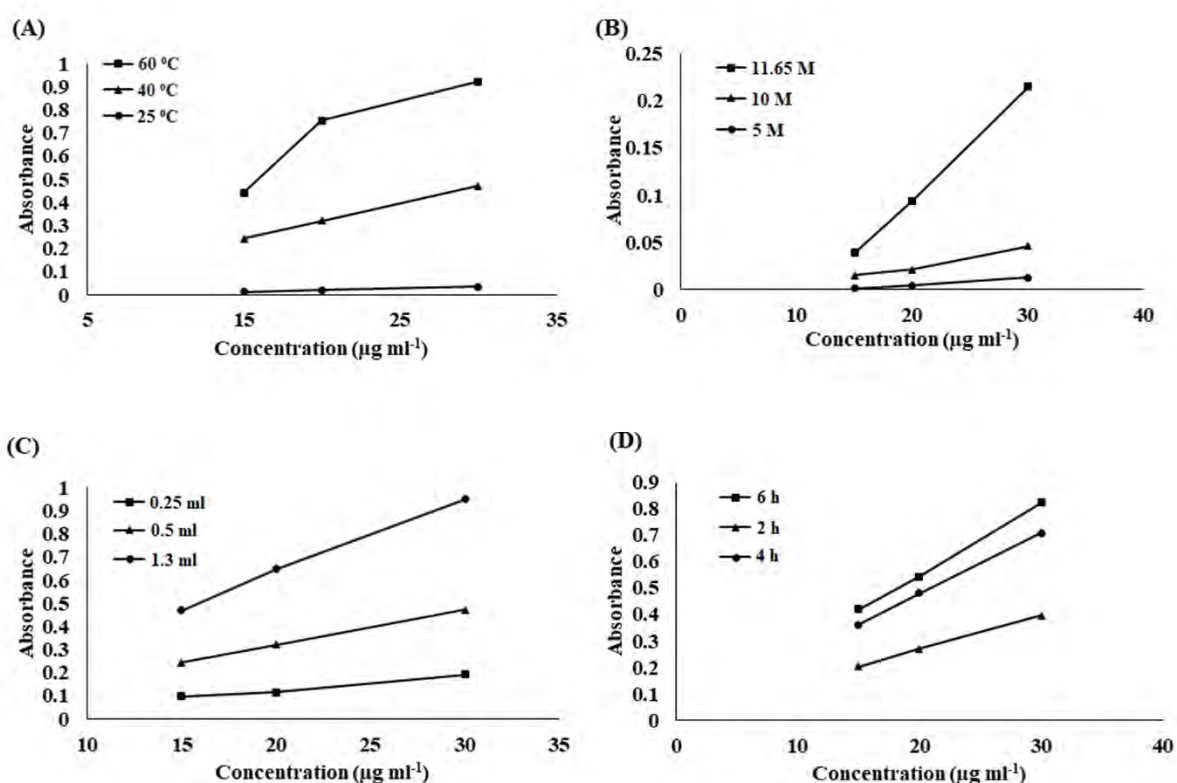 (A)
60 ⁰C
40 ⁰C
25 ⁰C
Absorbance
1
0.9
0.8
0.7
0.6
0.5
0.4
0.3
0.2
0.1
0
5
15
25
35
Concentration (µg ml⁻¹)
(B)
11.65 M
10 M
5 M
Absorbance
0.25
0.2
0.15
0.1
0.05
0
0
10
20
30
40
Concentration (µg ml⁻¹)
(C)
0.25 ml
0.5 ml
1.3 ml
Absorbance
1
0.9
0.8
0.7
0.6
0.5
0.4
0.3
0.2
0.1
0
10
15
20
25
30
35
Concentration (µg ml⁻¹)
(D)
6 h
2 h
4 h
Absorbance
0.9
0.8
0.7
0.6
0.5
0.4
0.3
0.2
0.1
0
0
10
20
30
40
Concentration (µg ml⁻¹)